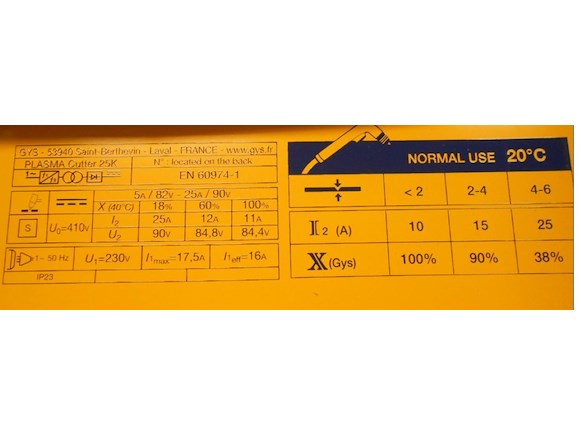 GYS - 53940 Saint-Berthevin - Laval - FRANCE - www.gys.fr
PLASMA Cutter 25K N° : located on the back
EN 60974-1
5A / 82V - 25A / 90V
X (40°C) 18% 60% 100%
S U0=410V I2 25A 12A 11A
U2 90V 84,8V 84,4V
1~ 50 Hz U1=230V I1max=17,5A I1eff=16A
IP23
NORMAL USE 20°C
< 2 2-4 4-6
I2 (A) 10 15 25
X (Gys) 100% 90% 38%